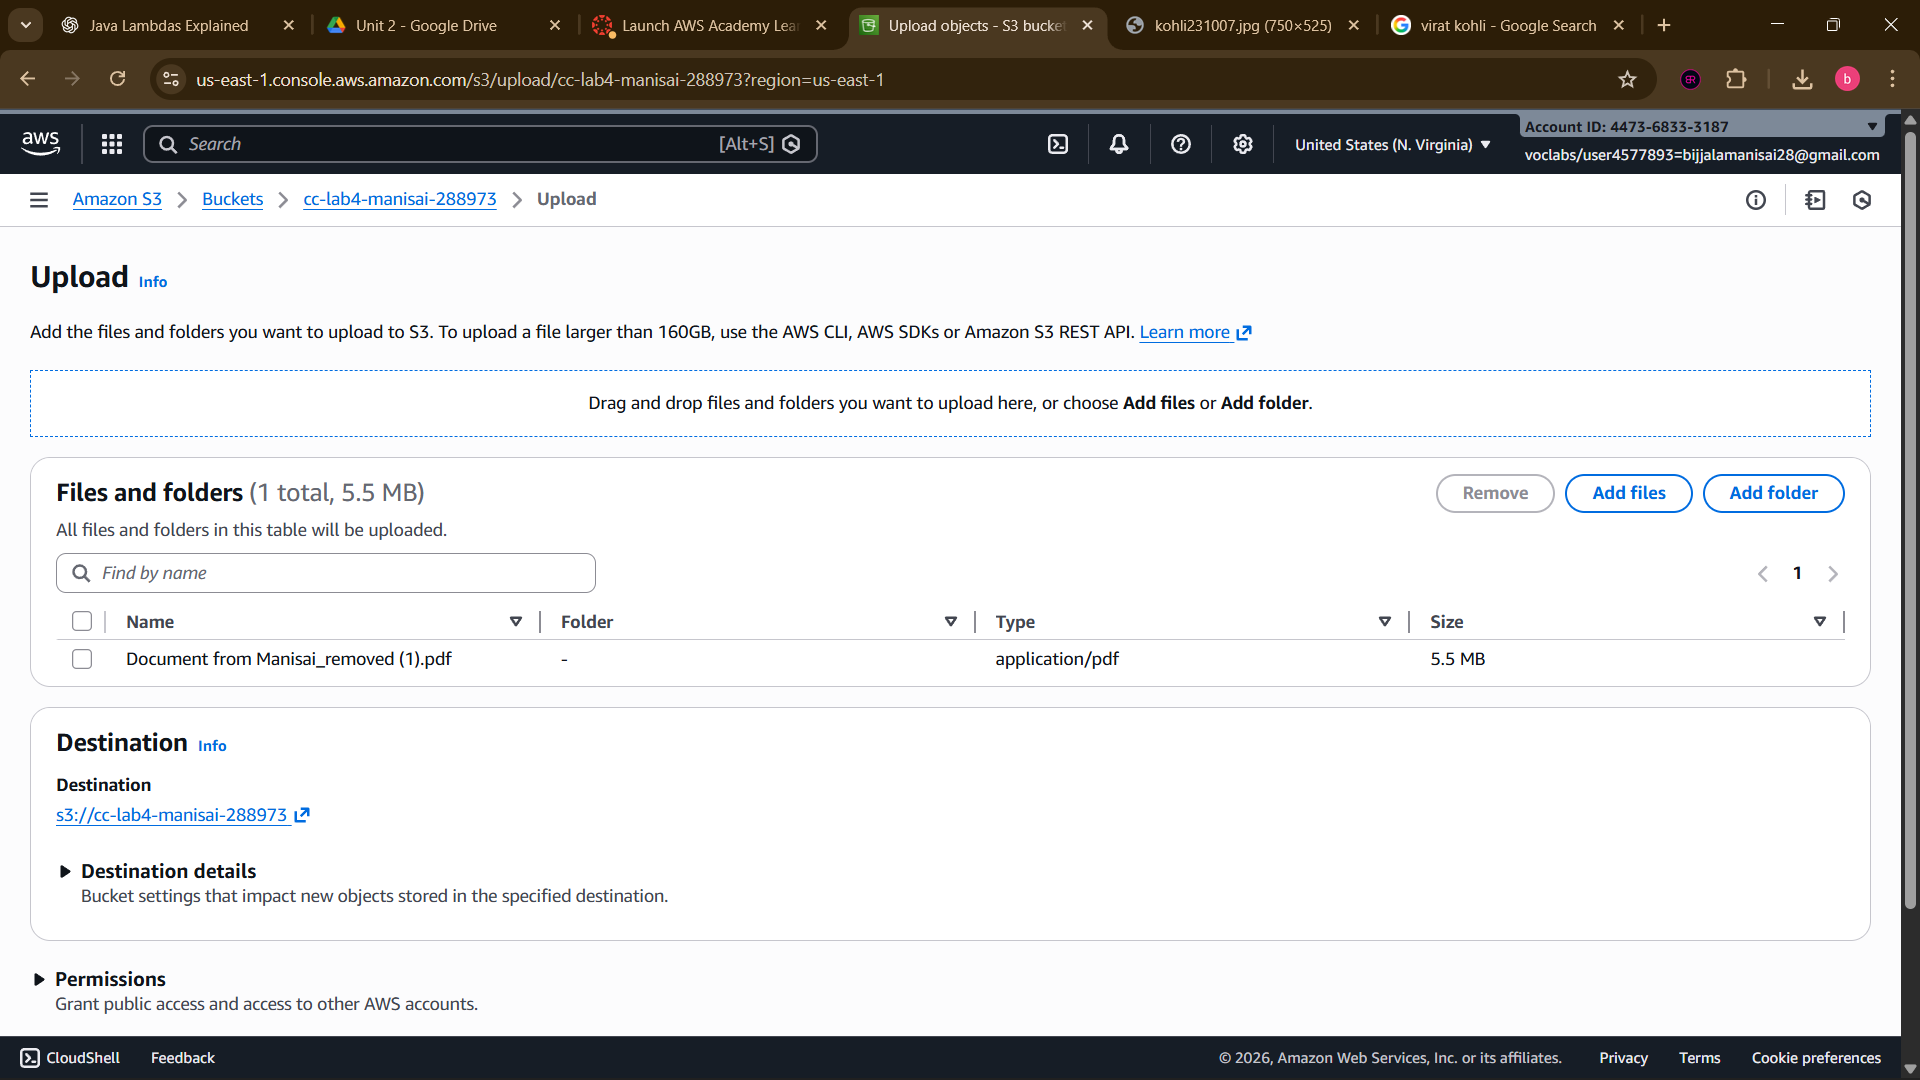 Java Lambdas Explained
Unit 2 - Google Drive
Launch AWS Academy Lea
Upload objects - S3 bucket
kohli231007.jpg (750×525)
virat kohli - Google Search
us-east-1.console.aws.amazon.com/s3/upload/cc-lab4-manisai-288973?region=us-east-1
BR
b
aws
Search
[Alt+S]
United States (N. Virginia)
Account ID: 4473-6833-3187
voclabs/user4577893=bijjalamanisai28@gmail.com
Amazon S3
Buckets
cc-lab4-manisai-288973
Upload
Upload Info
Add the files and folders you want to upload to S3. To upload a file larger than 160GB, use the AWS CLI, AWS SDKs or Amazon S3 REST API. Learn more
Drag and drop files and folders you want to upload here, or choose Add files or Add folder.
Files and folders (1 total, 5.5 MB)
Remove
Add files
Add folder
All files and folders in this table will be uploaded.
Find by name
1
Name Folder Type Size
Document from Manisai_removed (1).pdf - application/pdf 5.5 MB
Destination Info
Destination
s3://cc-lab4-manisai-288973
Destination details
Bucket settings that impact new objects stored in the specified destination.
Permissions
Grant public access and access to other AWS accounts.
CloudShell
Feedback
© 2026, Amazon Web Services, Inc. or its affiliates.
Privacy
Terms
Cookie preferences